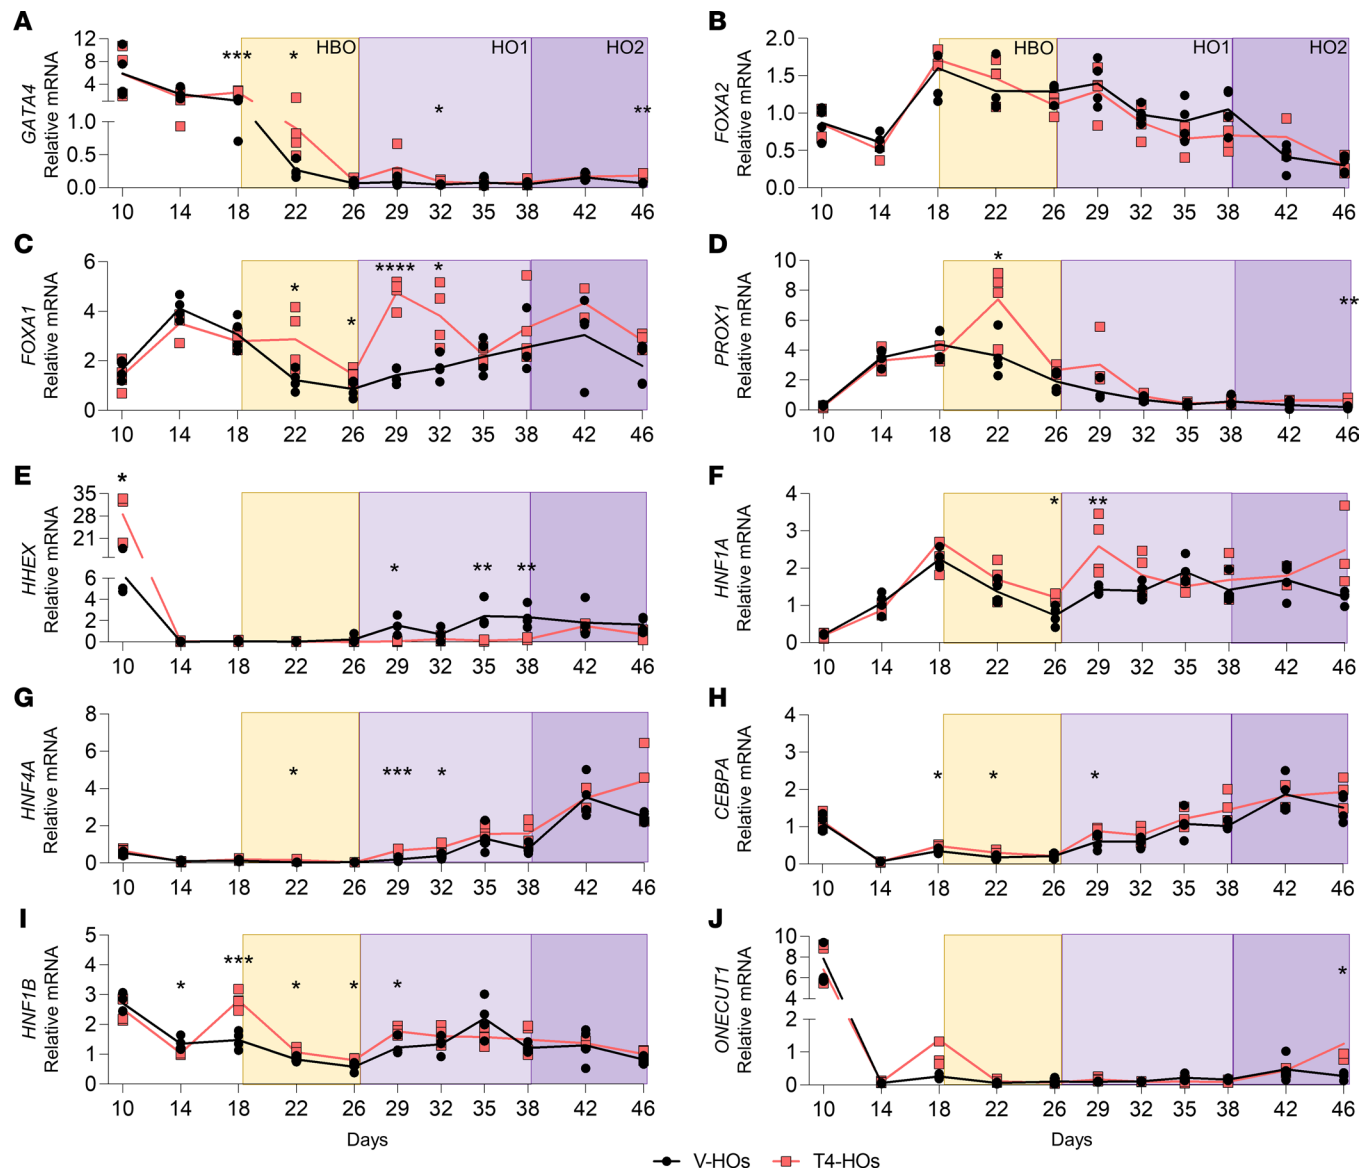 A
GATA4
Relative mRNA
12
8
4
1.0
0.5
0.0
***
*
*
**
HBO
HO1
HO2
10 14 18 22 26 29 32 35 38 42 46
B
FOXA2
Relative mRNA
2.0
1.5
1.0
0.5
0.0
HBO
HO1
HO2
10 14 18 22 26 29 32 35 38 42 46
C
FOXA1
Relative mRNA
6
4
2
0
*
*
****
*
10 14 18 22 26 29 32 35 38 42 46
D
PROX1
Relative mRNA
10
8
6
4
2
0
*
**
10 14 18 22 26 29 32 35 38 42 46
E
HHEX
Relative mRNA
35
28
21
6
4
2
0
*
*
**
**
10 14 18 22 26 29 32 35 38 42 46
F
HNF1A
Relative mRNA
4
3
2
1
0
*
**
10 14 18 22 26 29 32 35 38 42 46
G
HNF4A
Relative mRNA
8
6
4
2
0
*
***
*
10 14 18 22 26 29 32 35 38 42 46
H
CEBPA
Relative mRNA
4
3
2
1
0
*
*
*
10 14 18 22 26 29 32 35 38 42 46
I
HNF1B
Relative mRNA
5
4
3
2
1
0
*
***
*
*
*
10 14 18 22 26 29 32 35 38 42 46
Days
J
ONECUT1
Relative mRNA
10
8
6
4
2
1
0
*
10 14 18 22 26 29 32 35 38 42 46
Days
V-HOs T4-HOs